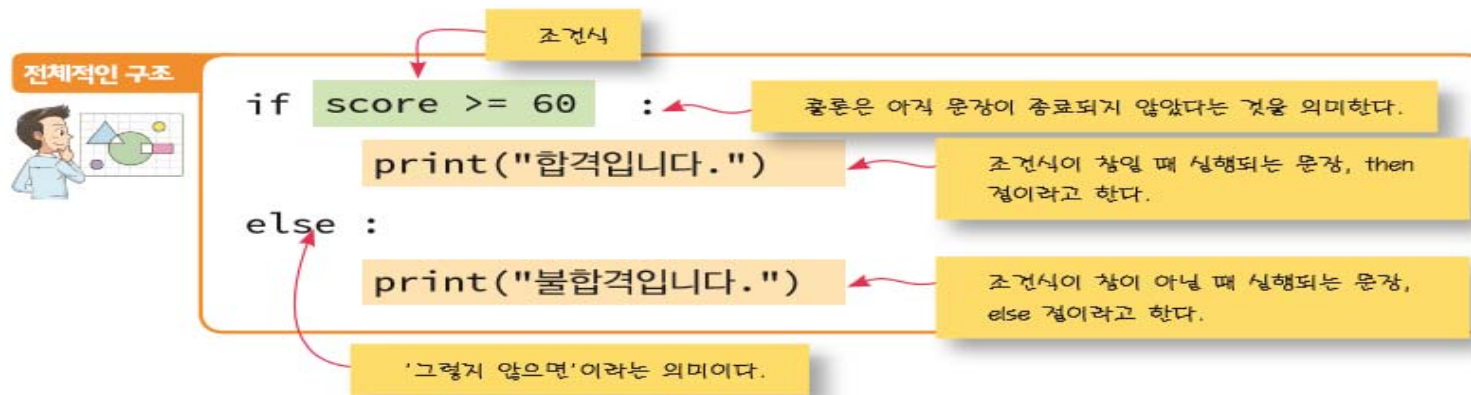 조건식
전체적인 구조
if score >= 60 :
콜론은 아직 문장이 종료되지 않았다는 것을 의미한다.
print("합격입니다.")
조건식이 참일 때 실행되는 문장, then
절이라고 한다.
else :
print("불합격입니다.")
조건식이 참이 아닐 때 실행되는 문장,
else 절이라고 한다.
'그렇지 않으면'이라는 의미이다.